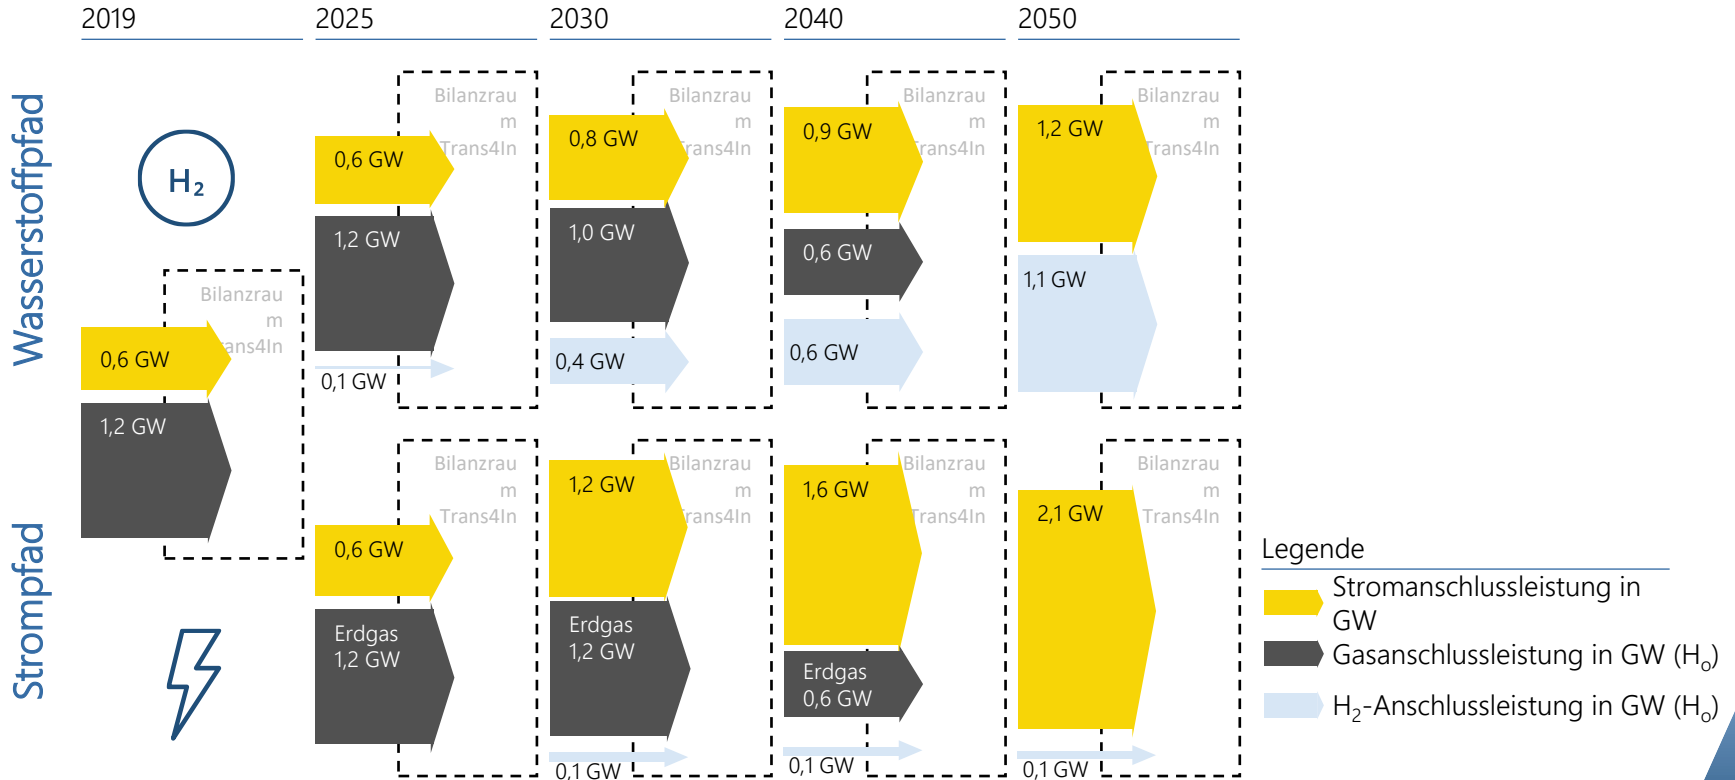 2019
2025
2030
2040
2050
Wasserstoffpfad
H₂
Bilanzrau
m
Trans4In
0,6 GW
1,2 GW
0,1 GW
Bilanzrau
m
Trans4In
0,8 GW
1,0 GW
0,4 GW
Bilanzrau
m
Trans4In
0,9 GW
0,6 GW
0,6 GW
Bilanzrau
m
Trans4In
1,2 GW
1,1 GW
Bilanzrau
m
Trans4In
0,6 GW
1,2 GW
Strompfad
Bilanzrau
m
Trans4In
0,6 GW
Erdgas
1,2 GW
Bilanzrau
m
Trans4In
1,2 GW
Erdgas
1,2 GW
0,1 GW
Bilanzrau
m
Trans4In
1,6 GW
Erdgas
0,6 GW
0,1 GW
Bilanzrau
m
Trans4In
2,1 GW
0,1 GW
Legende
Stromanschlussleistung in
GW
Gasanschlussleistung in GW (Hₒ)
H₂-Anschlussleistung in GW (Hₒ)